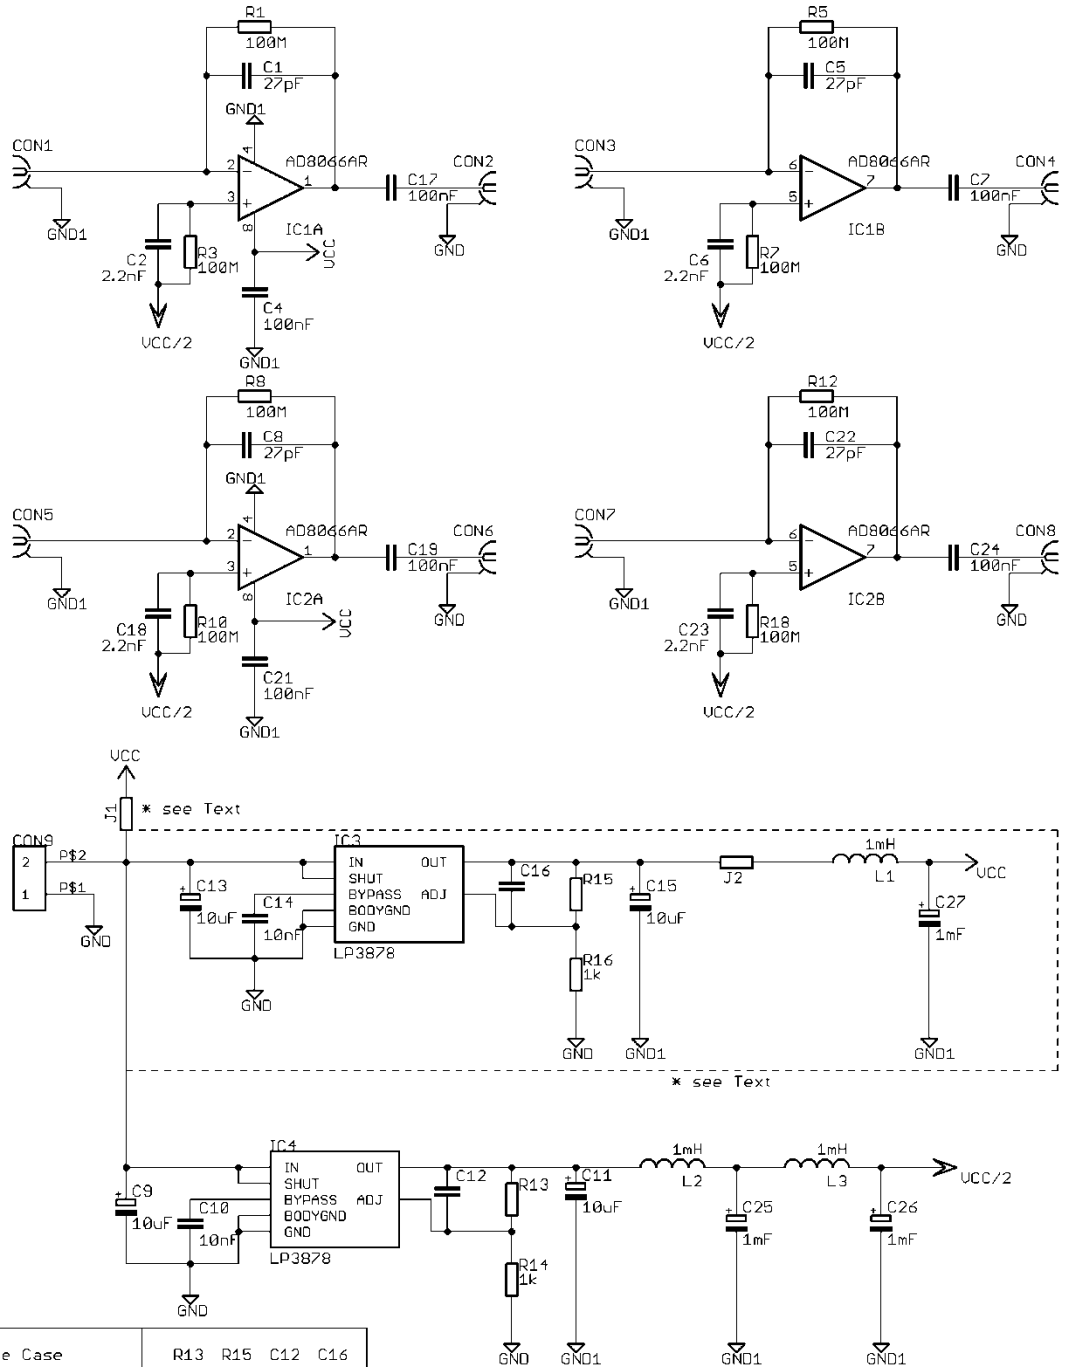 R1
100M
C1
27pF
GND1
CON1
4
AD8066AR
CON2
2
1
C17
100nF
3
GND1
8
IC1A
GND
C2
2.2nF
R3
100M
VCC
C4
100nF
VCC/2
GND1
R5
100M
C5
27pF
CON3
AD8066AR
CON4
6
7
C7
100nF
5
GND1
IC1B
GND
C6
2.2nF
R7
100M
VCC/2
R8
100M
C8
27pF
GND1
CON5
4
AD8066AR
CON6
2
1
C19
100nF
3
GND1
8
IC2A
GND
C18
2.2nF
R10
100M
VCC
C21
100nF
VCC/2
GND1
R12
100M
C22
27pF
CON7
AD8066AR
CON8
6
7
C24
100nF
5
GND1
IC2B
GND
C23
2.2nF
R18
100M
VCC/2
VCC
J1
* see Text
CON9
2
P$2
1
P$1
GND
C13
10uF
C14
10nF
GND
IC3
IN OUT
SHUT
BYPASS ADJ
BODYGND
GND
LP3878
C16
R15
R16
1k
GND
C15
10uF
GND1
J2
1mH
L1
VCC
C27
1mF
GND1
* see Text
C9
10uF
C10
10nF
GND
IC4
IN OUT
SHUT
BYPASS ADJ
BODYGND
GND
LP3878
C12
R13
R14
1k
GND
C11
10uF
GND1
1mH
L2
1mH
L3
VCC/2
C25
1mF
GND1
C26
1mF
GND1
e Case R13 R15 C12 C16